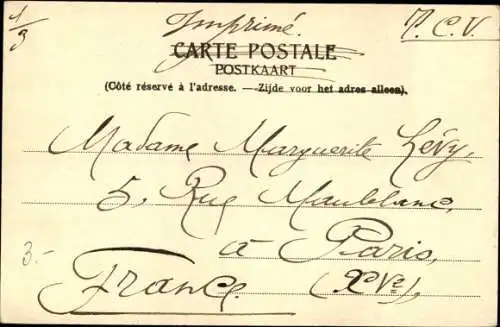 1/3
Imprimé.
T.C.V.
CARTE POSTALE
POSTKAART
(Côté réservé à l'adresse. — Zijde voor het adres alleen).
Madame Marguerite Lévy,
5, Rue Maublanc,
à Paris,
3.-
France. (XVe),